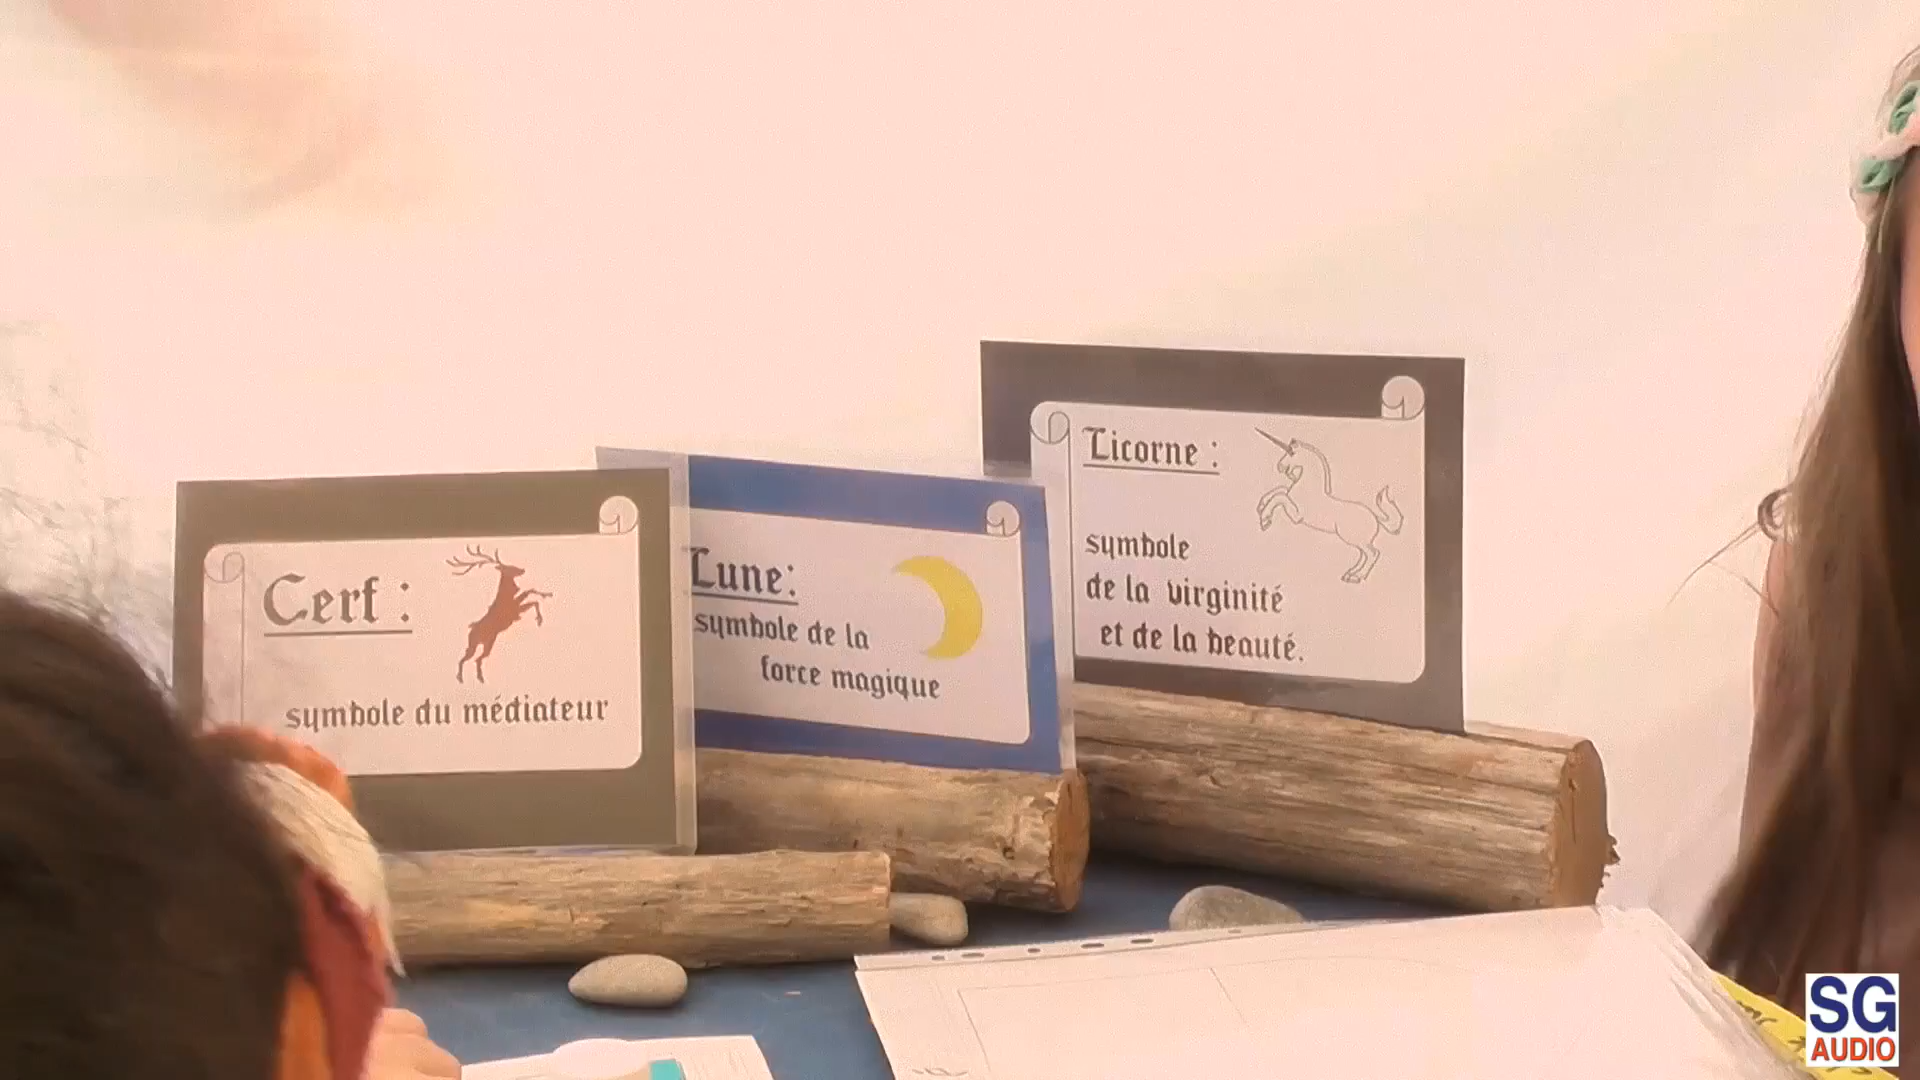 Cerf :
symbole du médiateur
Lune:
symbole de la
force magique
Licorne :
symbole
de la virginité
et de la beauté.
SG
AUDIO